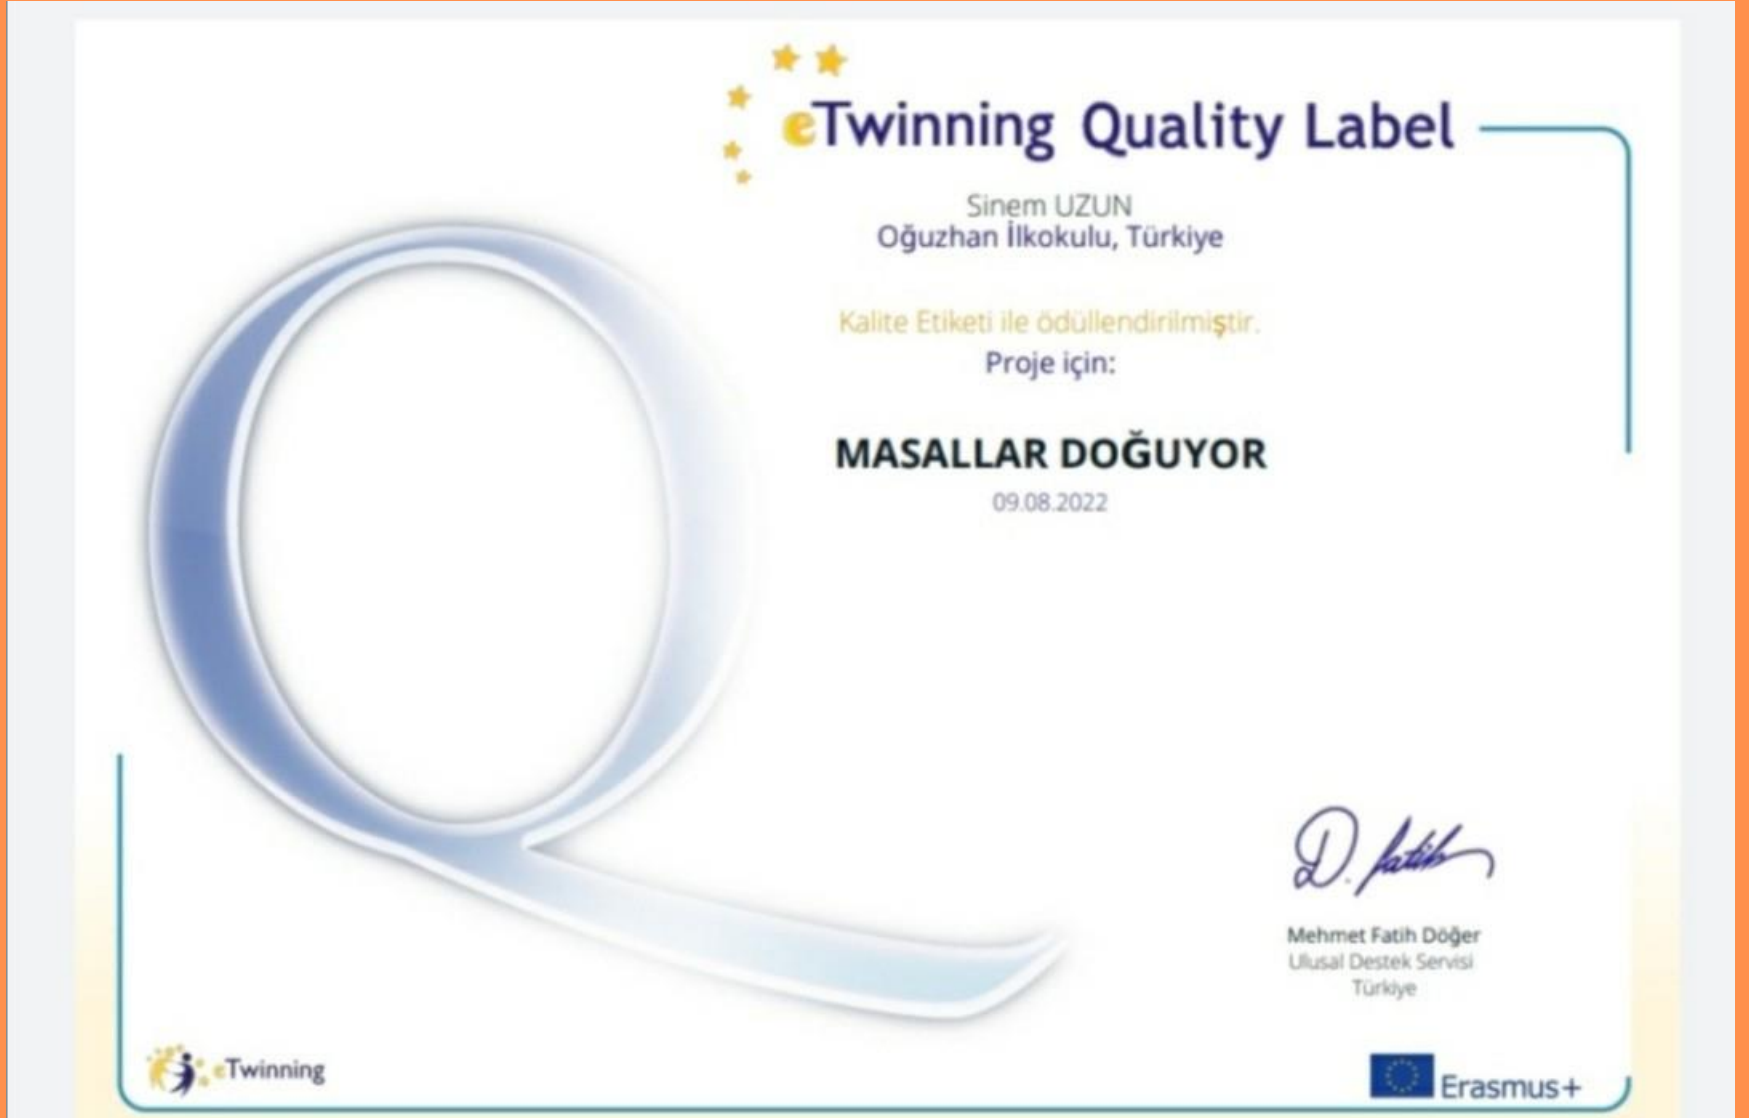 eTwinning Quality Label
Sinem UZUN
Oğuzhan İlkokulu, Türkiye
Kalite Etiketi ile ödüllendirilmiştir.
Proje için:
MASALLAR DOĞUYOR
09.08.2022
D. fatih
Mehmet Fatih Döğer
Ulusal Destek Servisi
Türkiye
eTwinning
Erasmus+